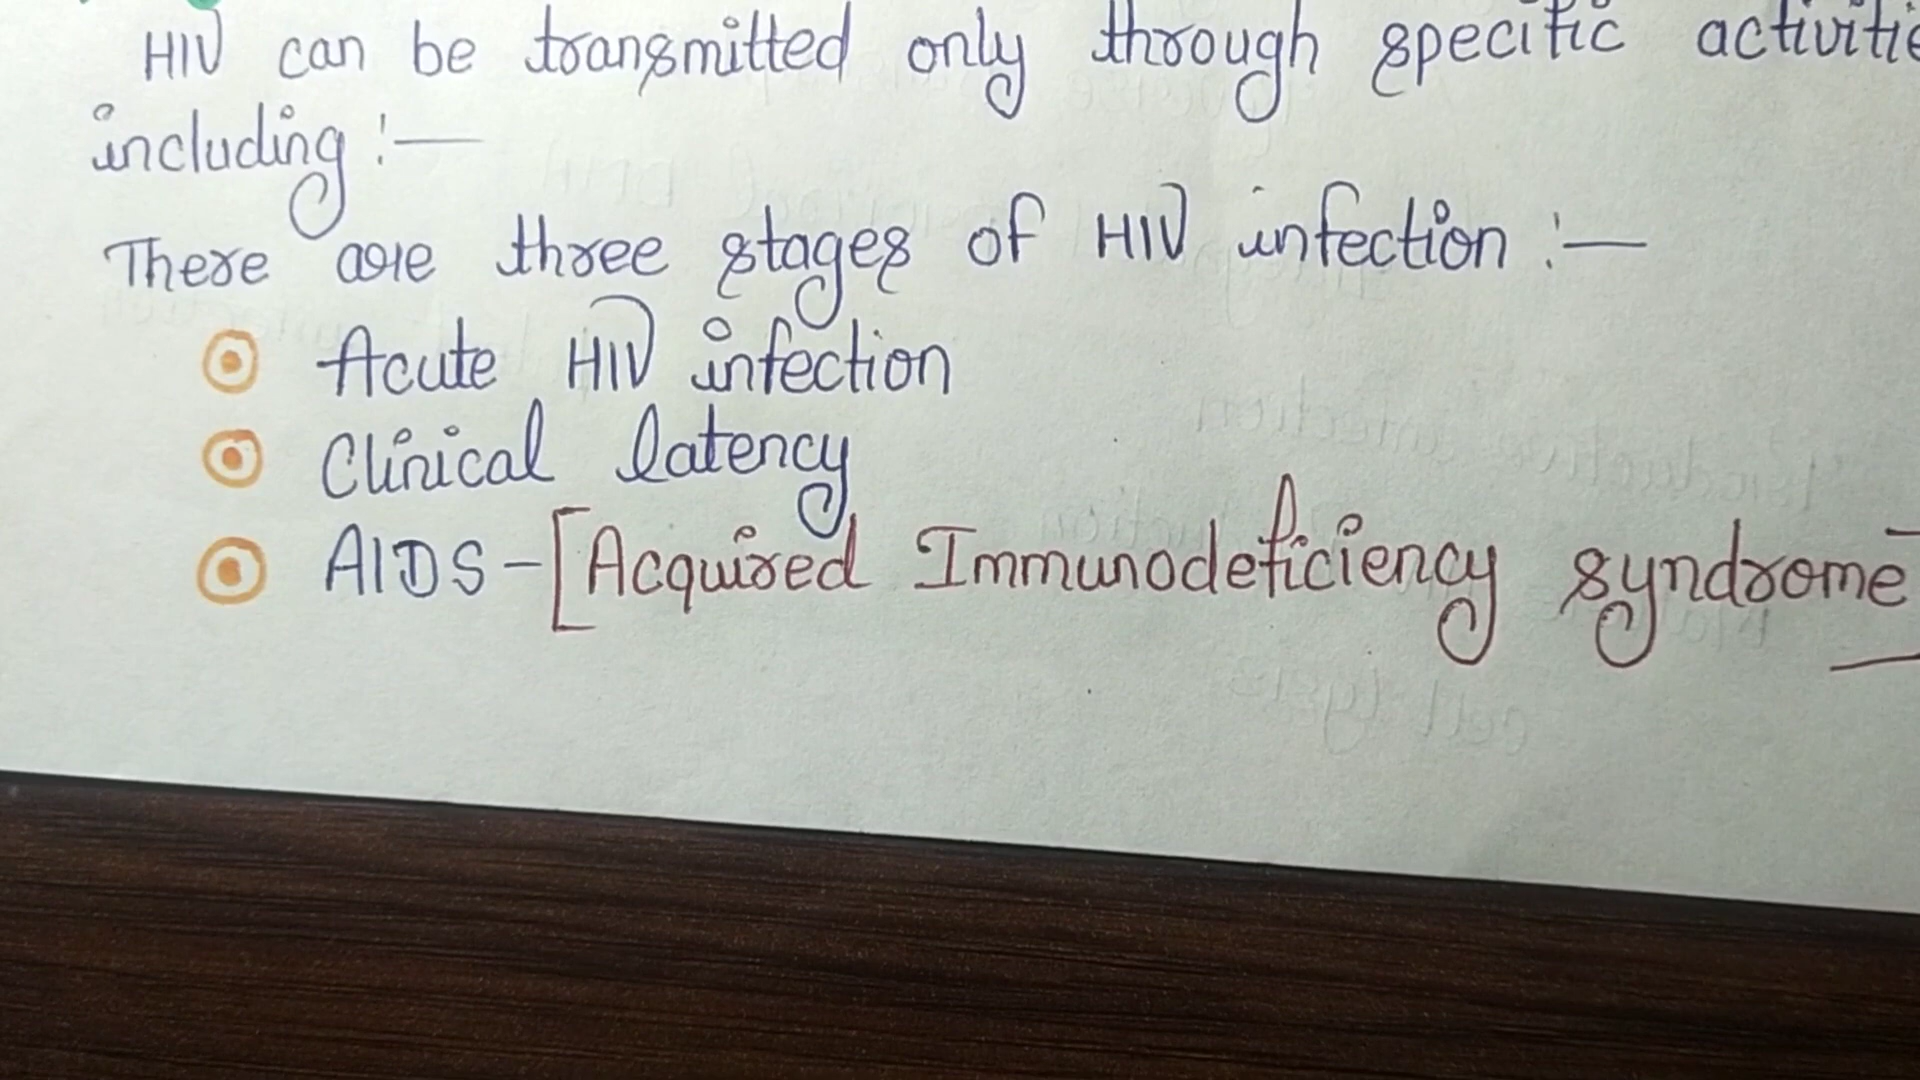 HIV can be transmitted only through specific activitie
including :—
There are three stages of HIV infection :—
Acute HIV infection
Clinical latency
AIDS - [Acquired Immunodeficiency syndrome]